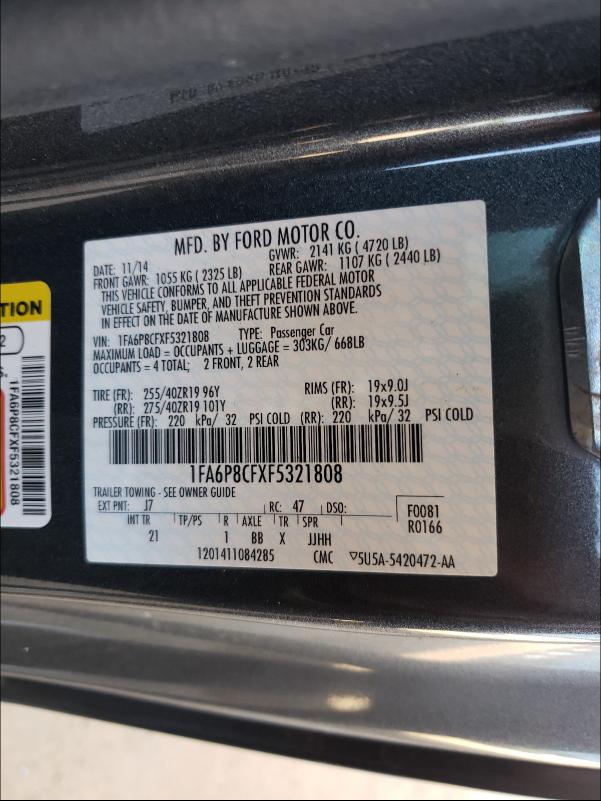 MFD. BY FORD MOTOR CO.
DATE: 11/14 GVWR: 2141 KG ( 4720 LB)
FRONT GAWR: 1055 KG ( 2325 LB) REAR GAWR: 1107 KG ( 2440 LB)
THIS VEHICLE CONFORMS TO ALL APPLICABLE FEDERAL MOTOR
VEHICLE SAFETY, BUMPER, AND THEFT PREVENTION STANDARDS
IN EFFECT ON THE DATE OF MANUFACTURE SHOWN ABOVE.
VIN: 1FA6P8CFXF5321808 TYPE: Passenger Car
MAXIMUM LOAD = OCCUPANTS + LUGGAGE = 303KG/ 668LB
OCCUPANTS = 4 TOTAL; 2 FRONT, 2 REAR
TIRE (FR): 255/40ZR19 96Y RIMS (FR): 19x9.0J
(RR): 275/40ZR19 101Y (RR): 19x9.5J
PRESSURE (FR): 220 kPa/ 32 PSI COLD (RR): 220 kPa/ 32 PSI COLD
1FA6P8CFXF5321808
TRAILER TOWING - SEE OWNER GUIDE
EXT PNT: J7 RC: 47 DSO: F0081
INT TR TP/PS R AXLE TR SPR R0166
21 1 BB X JJHH
1201411084285 CMC ▽5U5A-5420472-AA
TION
2
1FA6P8CFXF5321808